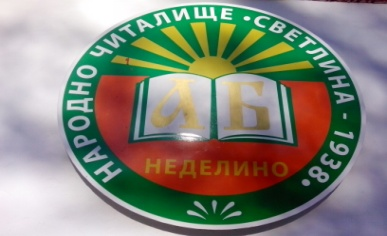 НАРОДНО ЧИТАЛИЩЕ • СВЕТЛИНА - 1938.
АБ
НЕДЕЛИНО